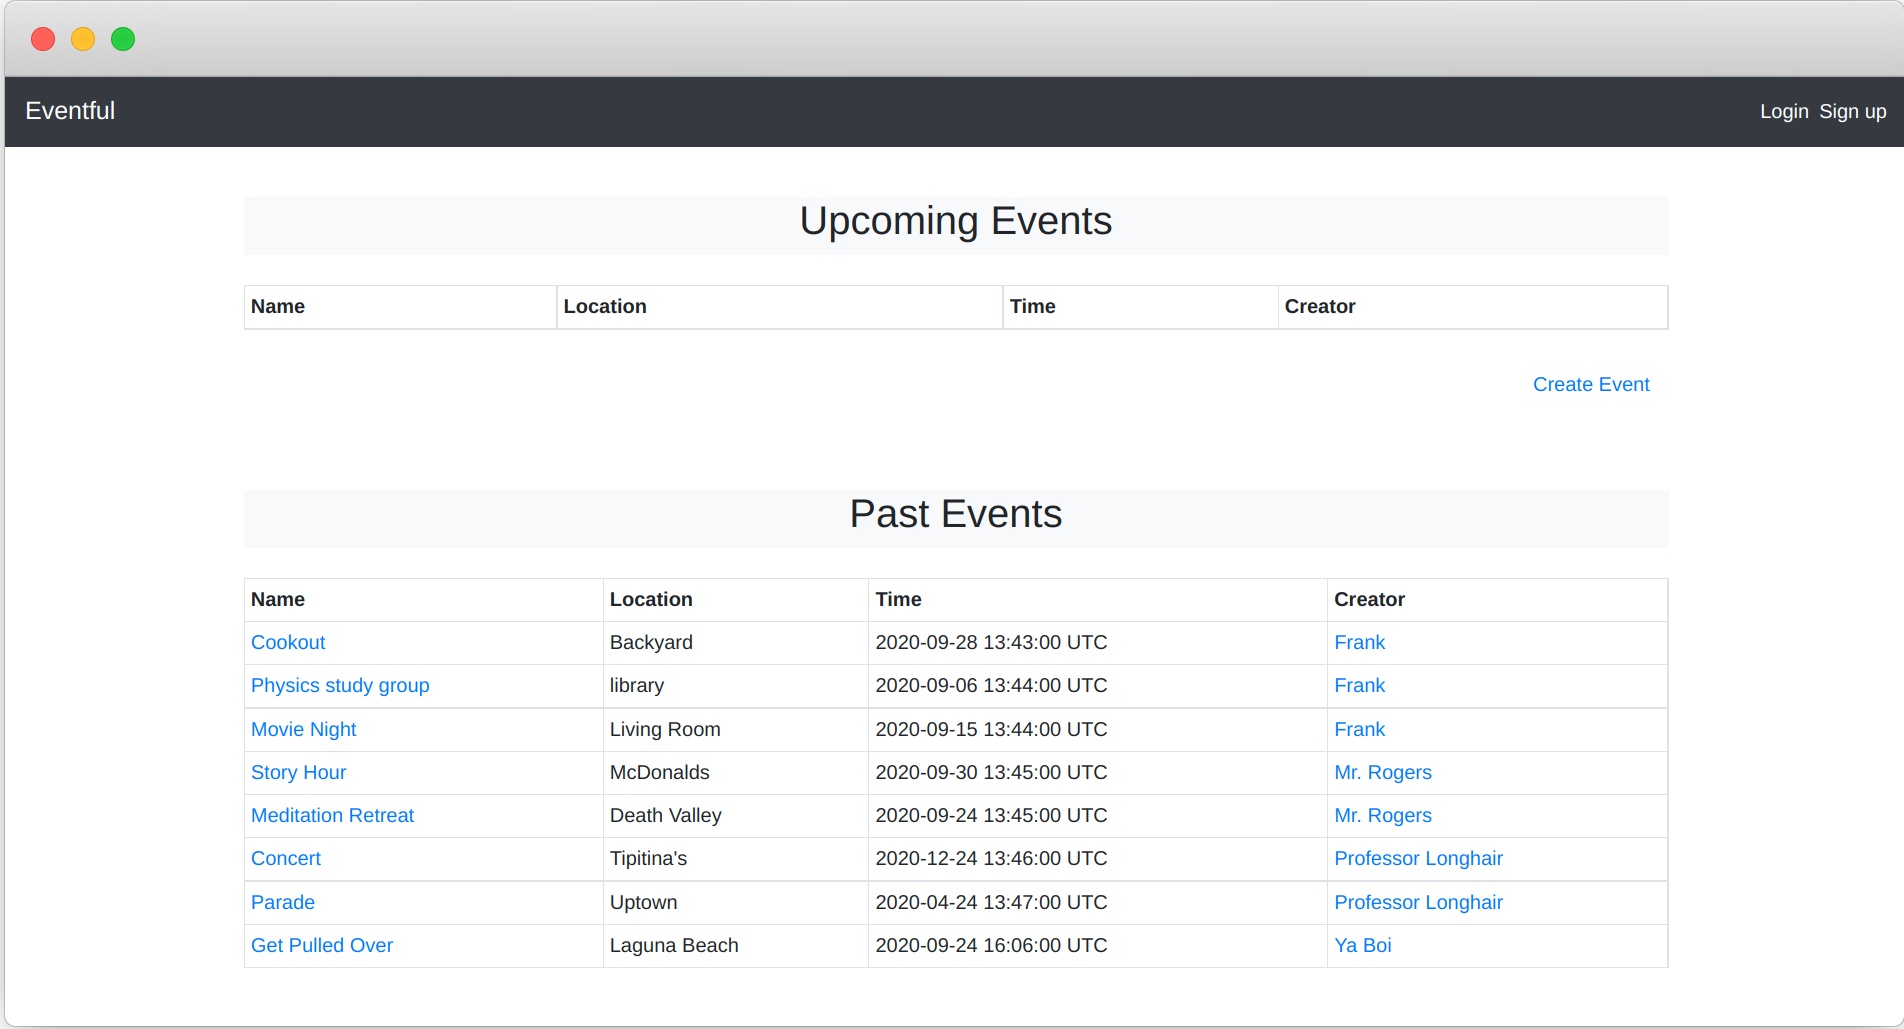 Eventful Login Sign up
Upcoming Events
Name Location Time Creator
Create Event
Past Events
Name Location Time Creator
Cookout Backyard 2020-09-28 13:43:00 UTC Frank
Physics study group library 2020-09-06 13:44:00 UTC Frank
Movie Night Living Room 2020-09-15 13:44:00 UTC Frank
Story Hour McDonalds 2020-09-30 13:45:00 UTC Mr. Rogers
Meditation Retreat Death Valley 2020-09-24 13:45:00 UTC Mr. Rogers
Concert Tipitina's 2020-12-24 13:46:00 UTC Professor Longhair
Parade Uptown 2020-04-24 13:47:00 UTC Professor Longhair
Get Pulled Over Laguna Beach 2020-09-24 16:06:00 UTC Ya Boi